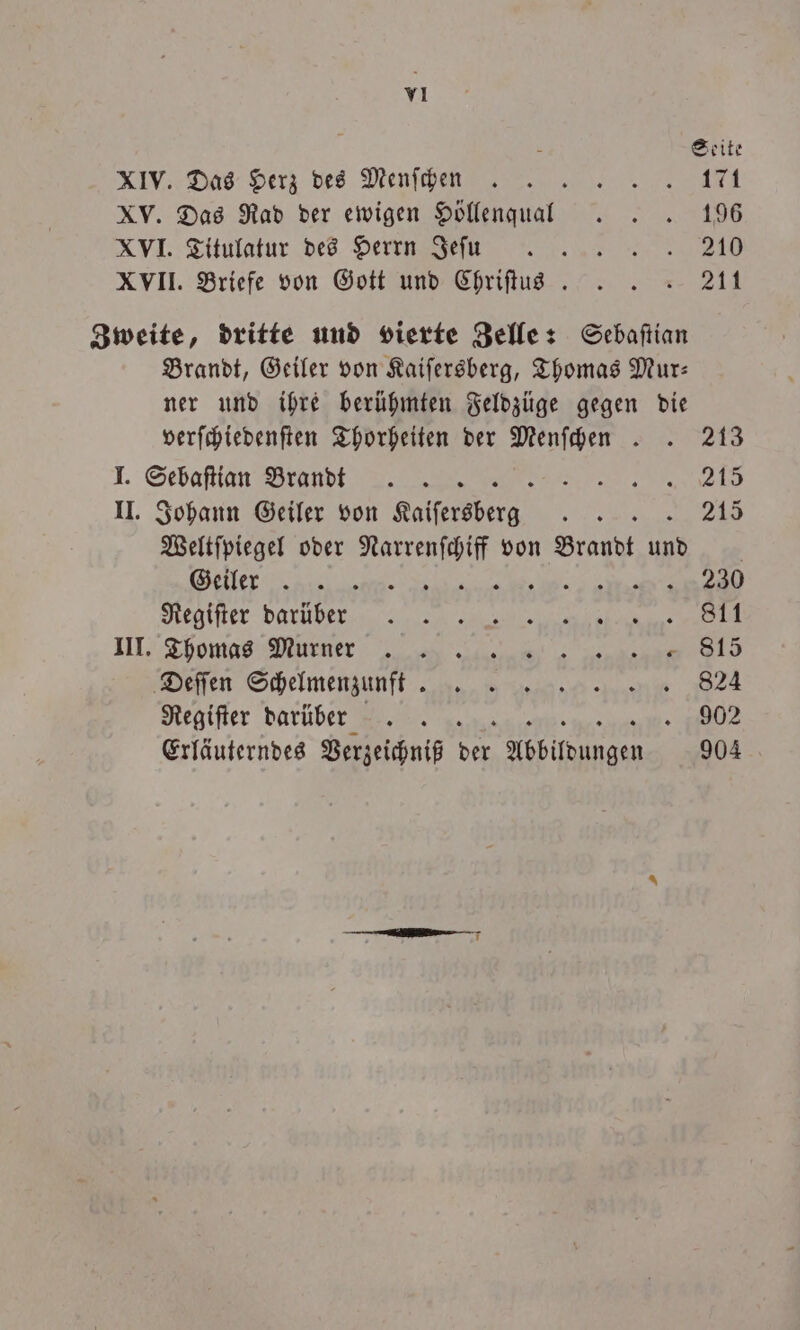 VI
Seite
XIV. Das Herz des Menſchen . . . . . . 171
XV. Das Rad der ewigen Höllenqual . . . 196
XVI. Titulatur des Herrn Jeſu . . . . . 210
XVII. Briefe von Gott und Chriſtus . . . . 211
Zweite, dritte und vierte Zelle: Sebaſtian
Brandt, Geiler von Kaiſersberg, Thomas Mur⸗
ner und ihre berühmten Feldzüge gegen die
verſchiedenſten Thorheiten der Menſchen . . 213
I. Sebaſtian Brandt . . . . . . . . . 215
II. Johann Geiler von Kaiſersberg . . . . 215
Weltſpiegel oder Narrenſchiff von Brandt und
Geiler . . . . . . . . . . . . 230
Regiſter darüber . . . . . . . . . 811
III. Thomas Murner . . . . . . . . . 815
Deſſen Schelmenzunft . . . . . . . . 824
Regiſter darüber . . . . . . . . . 902
Erläuterndes Verzeichniß der Abbildungen 904